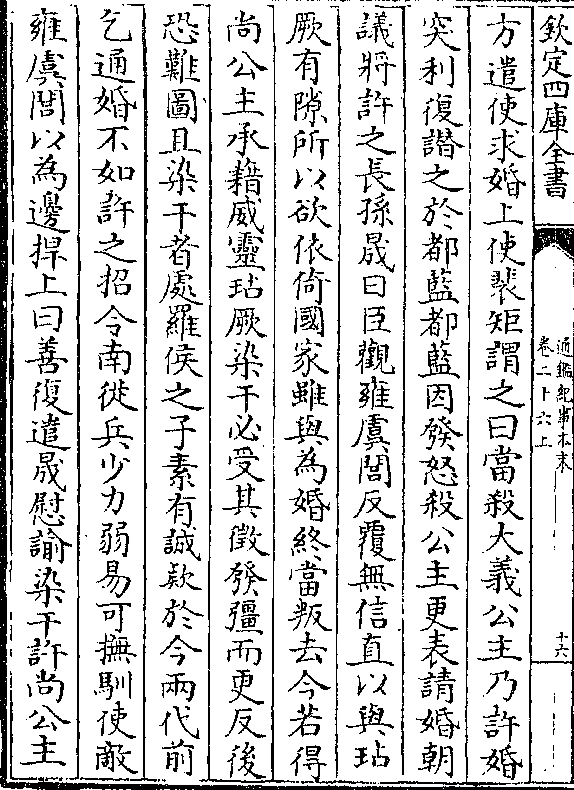 欽定四庫全書
通鑑紀事本末
卷二十六上
十六
方遣使求婚上使裴矩謂之曰當殺大義公主乃許婚
突利復譖之於都藍都藍因發怒殺公主更表請婚朝
議將許之長孫晟曰臣觀雍虞閭反覆無信直以與玷
厥有隙所以欲依倚國家雖與為婚終當叛去今若得
尚公主承藉威靈玷厥染干必受其徵發彊而更反後
恐難圖且染干者處羅侯之子素有誠欵於今兩代前
乞通婚不如許之招令南徙兵少力弱易可撫馴使敵
雍虞閭以為邊捍上曰善復遣晟慰諭染干許尚公主